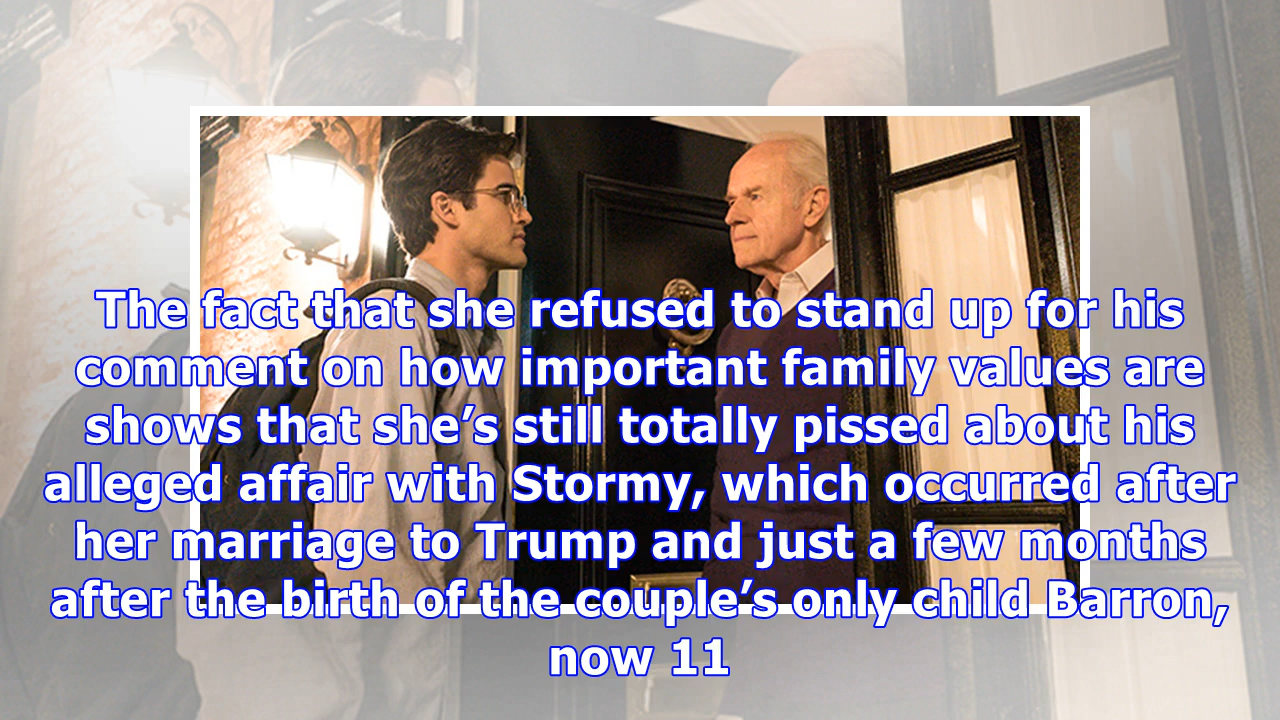 The fact that she refused to stand up for his
comment on how important family values are
shows that she’s still totally pissed about his
alleged affair with Stormy, which occurred after
her marriage to Trump and just a few months
after the birth of the couple’s only child Barron,
now 11